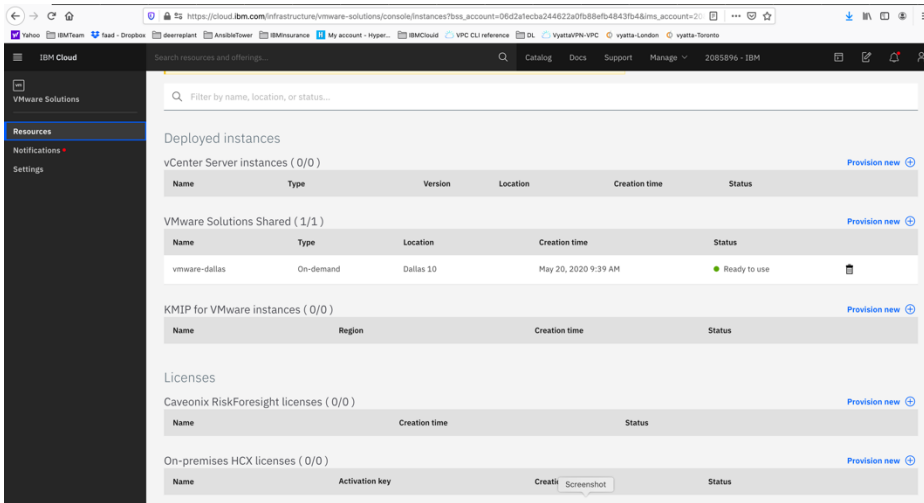 https://cloud.ibm.com/infrastructure/vmware-solutions/console/instances?bss_account=06d2a1ecba244622a0fb88efb4843fb4&ims_account=20
Yahoo IBMTeam faad - Dropbox deerreplant AnsibleTower IBMinsurance My account - Hyper... IBMClouid VPC CLI reference DL VyattaVPN-VPC vyatta-London vyatta-Toronto
IBM Cloud Search resources and offerings... Catalog Docs Support Manage 2085896 - IBM
VMware Solutions
Filter by name, location, or status...
Resources
Notifications
Settings
Deployed instances
vCenter Server instances ( 0/0 ) Provision new
Name Type Version Location Creation time Status
VMware Solutions Shared ( 1/1 ) Provision new
Name Type Location Creation time Status
vmware-dallas On-demand Dallas 10 May 20, 2020 9:39 AM Ready to use
KMIP for VMware instances ( 0/0 ) Provision new
Name Region Creation time Status
Licenses
Caveonix RiskForesight licenses ( 0/0 ) Provision new
Name Creation time Status
On-premises HCX licenses ( 0/0 ) Provision new
Name Activation key Status
Screenshot